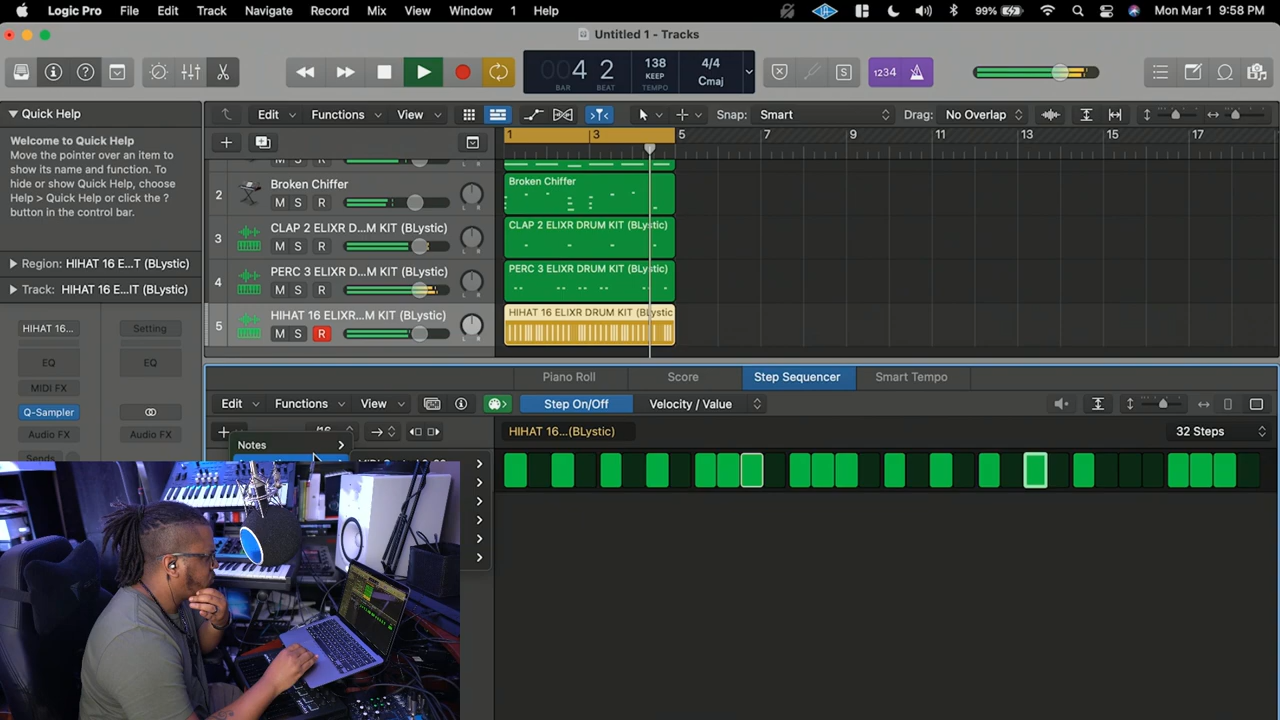 Logic Pro File Edit Track Navigate Record Mix View Window 1 Help 99% Mon Mar 1 9:58 PM
Untitled 1 - Tracks
004 2
BAR BEAT
138
KEEP
TEMPO
4/4
Cmaj
1234
Quick Help
Welcome to Quick Help
Move the pointer over an item to
show its name and function. To
hide or show Quick Help, choose
Help > Quick Help or click the ?
button in the control bar.
Region: HIHAT 16 E...T (BLystic)
Track: HIHAT 16 E...IT (BLystic)
HIHAT 16... Setting
EQ EQ
MIDI FX
Q-Sampler
Audio FX Audio FX
Sends
Edit Functions View Snap: Smart Drag: No Overlap
1 3 5 7 9 11 13 15 17
M S R
2 Broken Chiffer
M S R
Broken Chiffer
3 CLAP 2 ELIXR D...M KIT (BLystic)
M S R
CLAP 2 ELIXR DRUM KIT (BLystic)
4 PERC 3 ELIXR D...M KIT (BLystic)
M S R
PERC 3 ELIXR DRUM KIT (BLystic)
5 HIHAT 16 ELIXR...M KIT (BLystic)
M S R
HIHAT 16 ELIXR DRUM KIT (BLystic
Piano Roll Score Step Sequencer Smart Tempo
Edit Functions View Step On/Off Velocity / Value
/16 HIHAT 16...(BLystic) 32 Steps
Notes